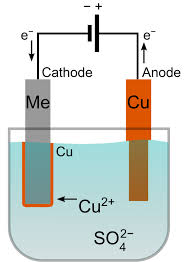 − +
e⁻ e⁻
Cathode Anode
Me Cu
Cu
Cu²⁺
SO₄²⁻